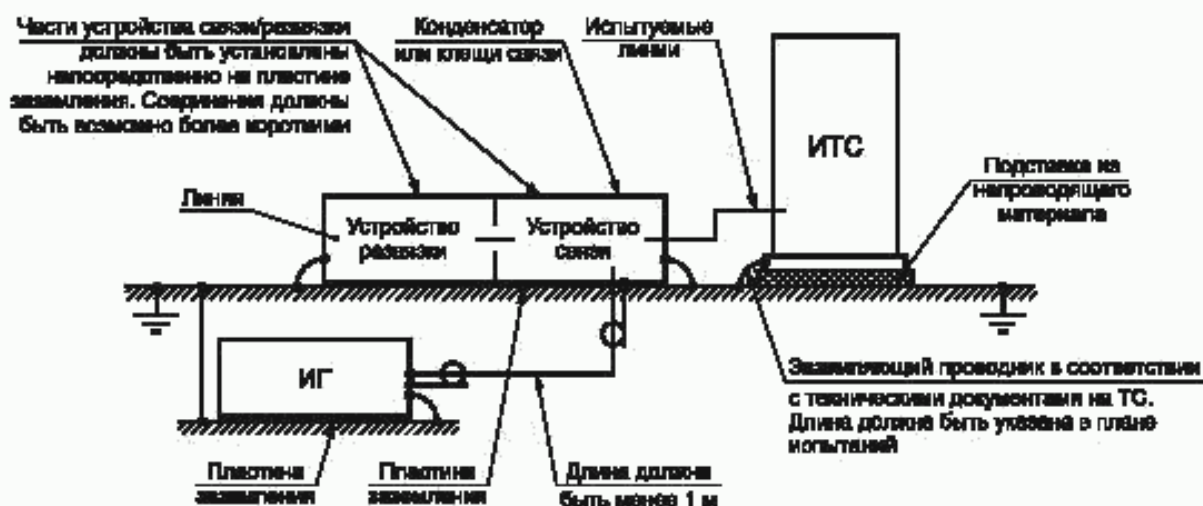 Части устройства связи/развязки
должны быть установлены
непосредственно на пластине
заземления. Соединения должны
быть возможно более короткими
Конденсатор
или клещи связи
Испытуемые
линии
ИТС
Подставка из
непроводящего
материала
Линия
Устройство
развязки
Устройство
связи
ИГ
Заземляющий проводник в соответствии
с техническими документами на ТС.
Длина должна быть указана в плане
испытаний
Пластина
заземления
Пластина
заземления
Длина должна
быть менее 1 м